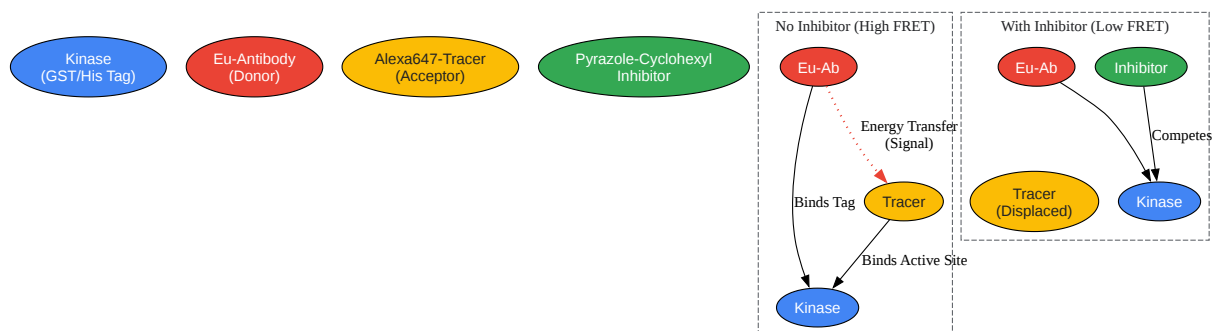 Kinase
(GST/His Tag)
Eu-Antibody
(Donor)
Alexa647-Tracer
(Acceptor)
Pyrazole-Cyclohexyl
Inhibitor
No Inhibitor (High FRET)
Eu-Ab
Energy Transfer
(Signal)
Binds Tag
Tracer
Binds Active Site
Kinase
With Inhibitor (Low FRET)
Eu-Ab
Inhibitor
Competes
Tracer
(Displaced)
Kinase